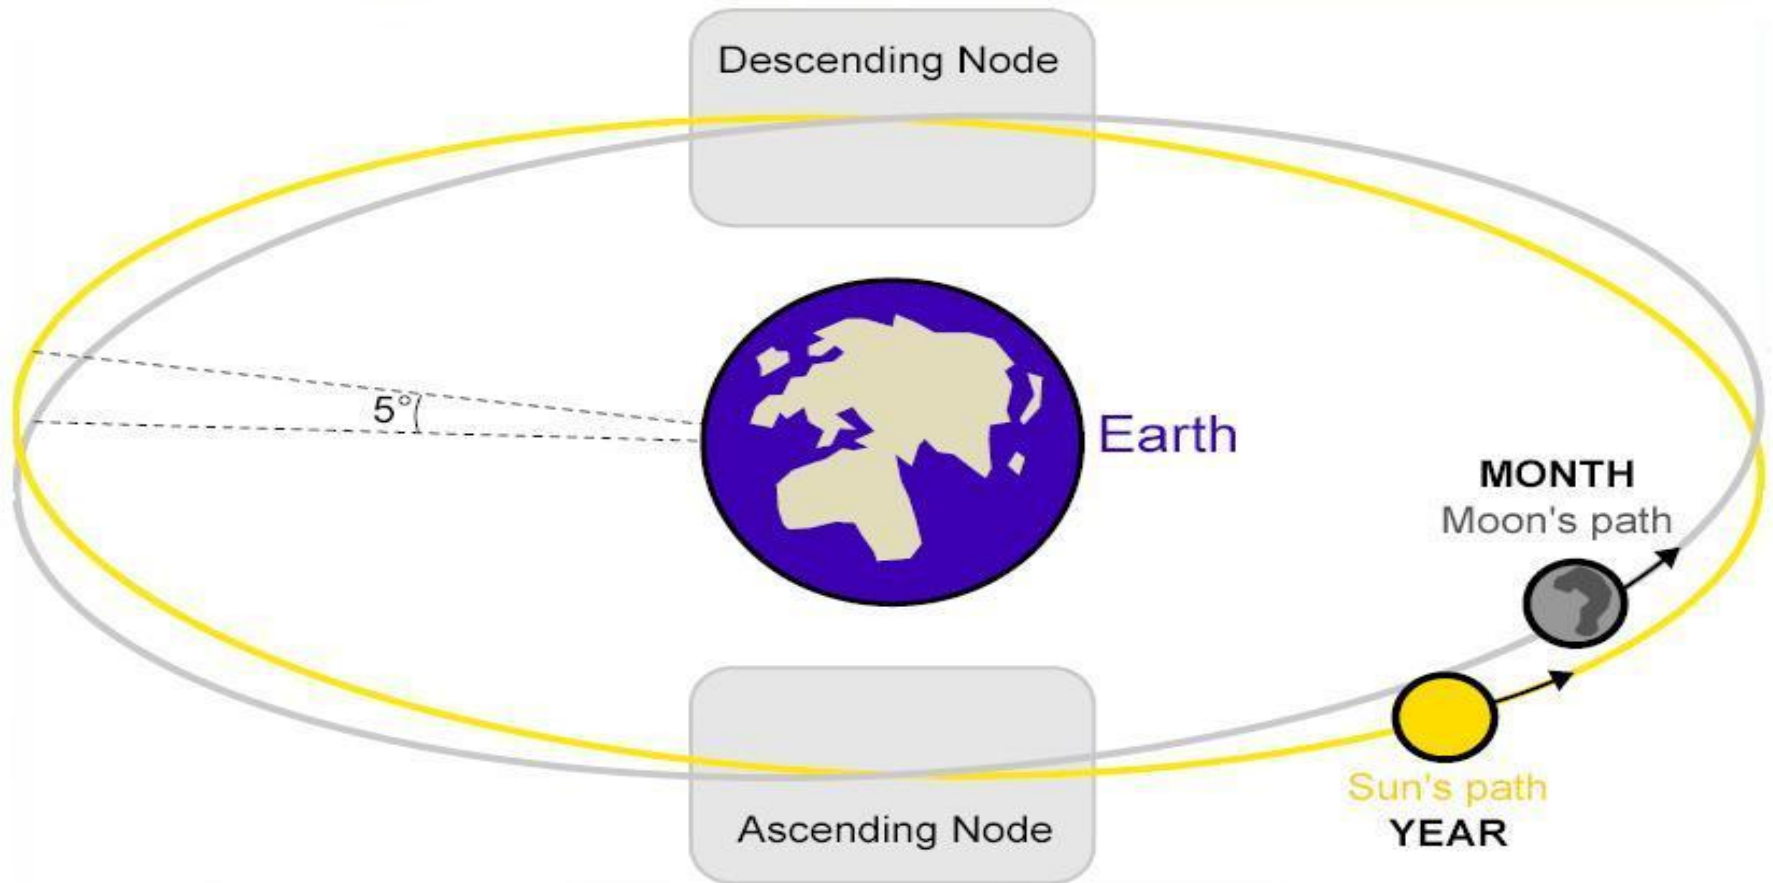 Descending Node
5°
Earth
MONTH
Moon's path
Sun's path
YEAR
Ascending Node